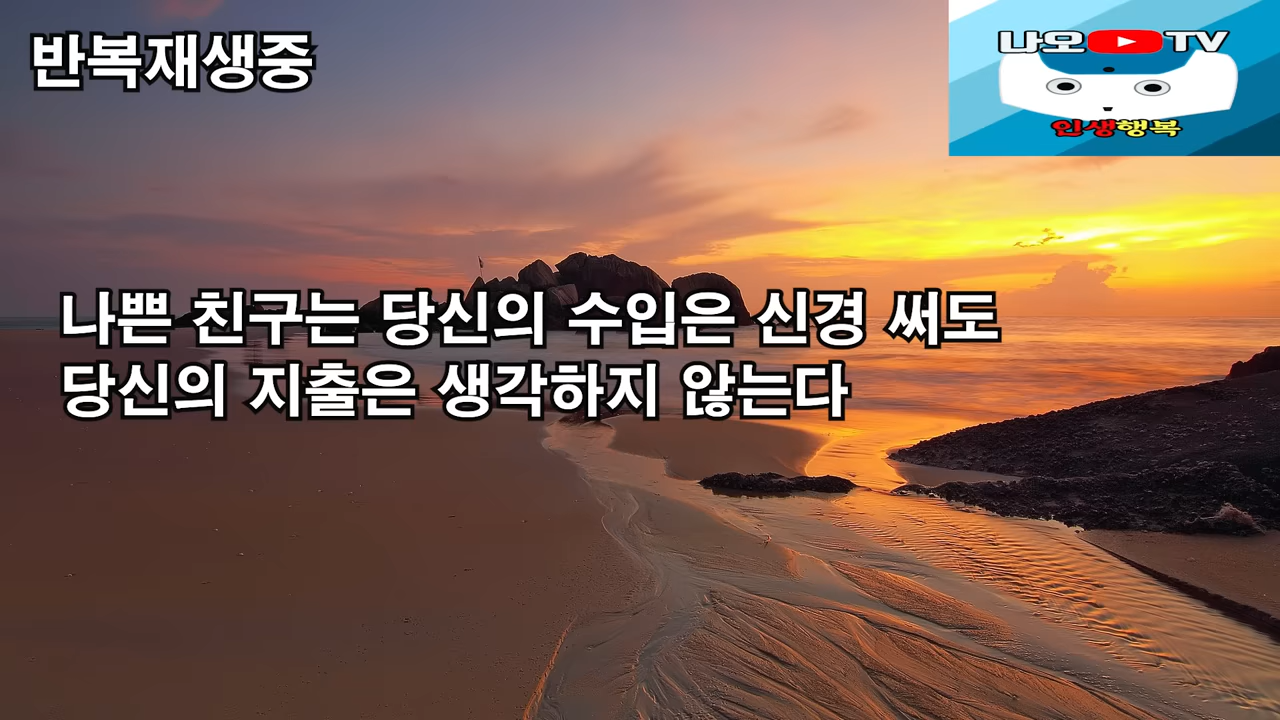 반복재생중
나오 TV
인생행복
나쁜 친구는 당신의 수입은 신경 써도
당신의 지출은 생각하지 않는다